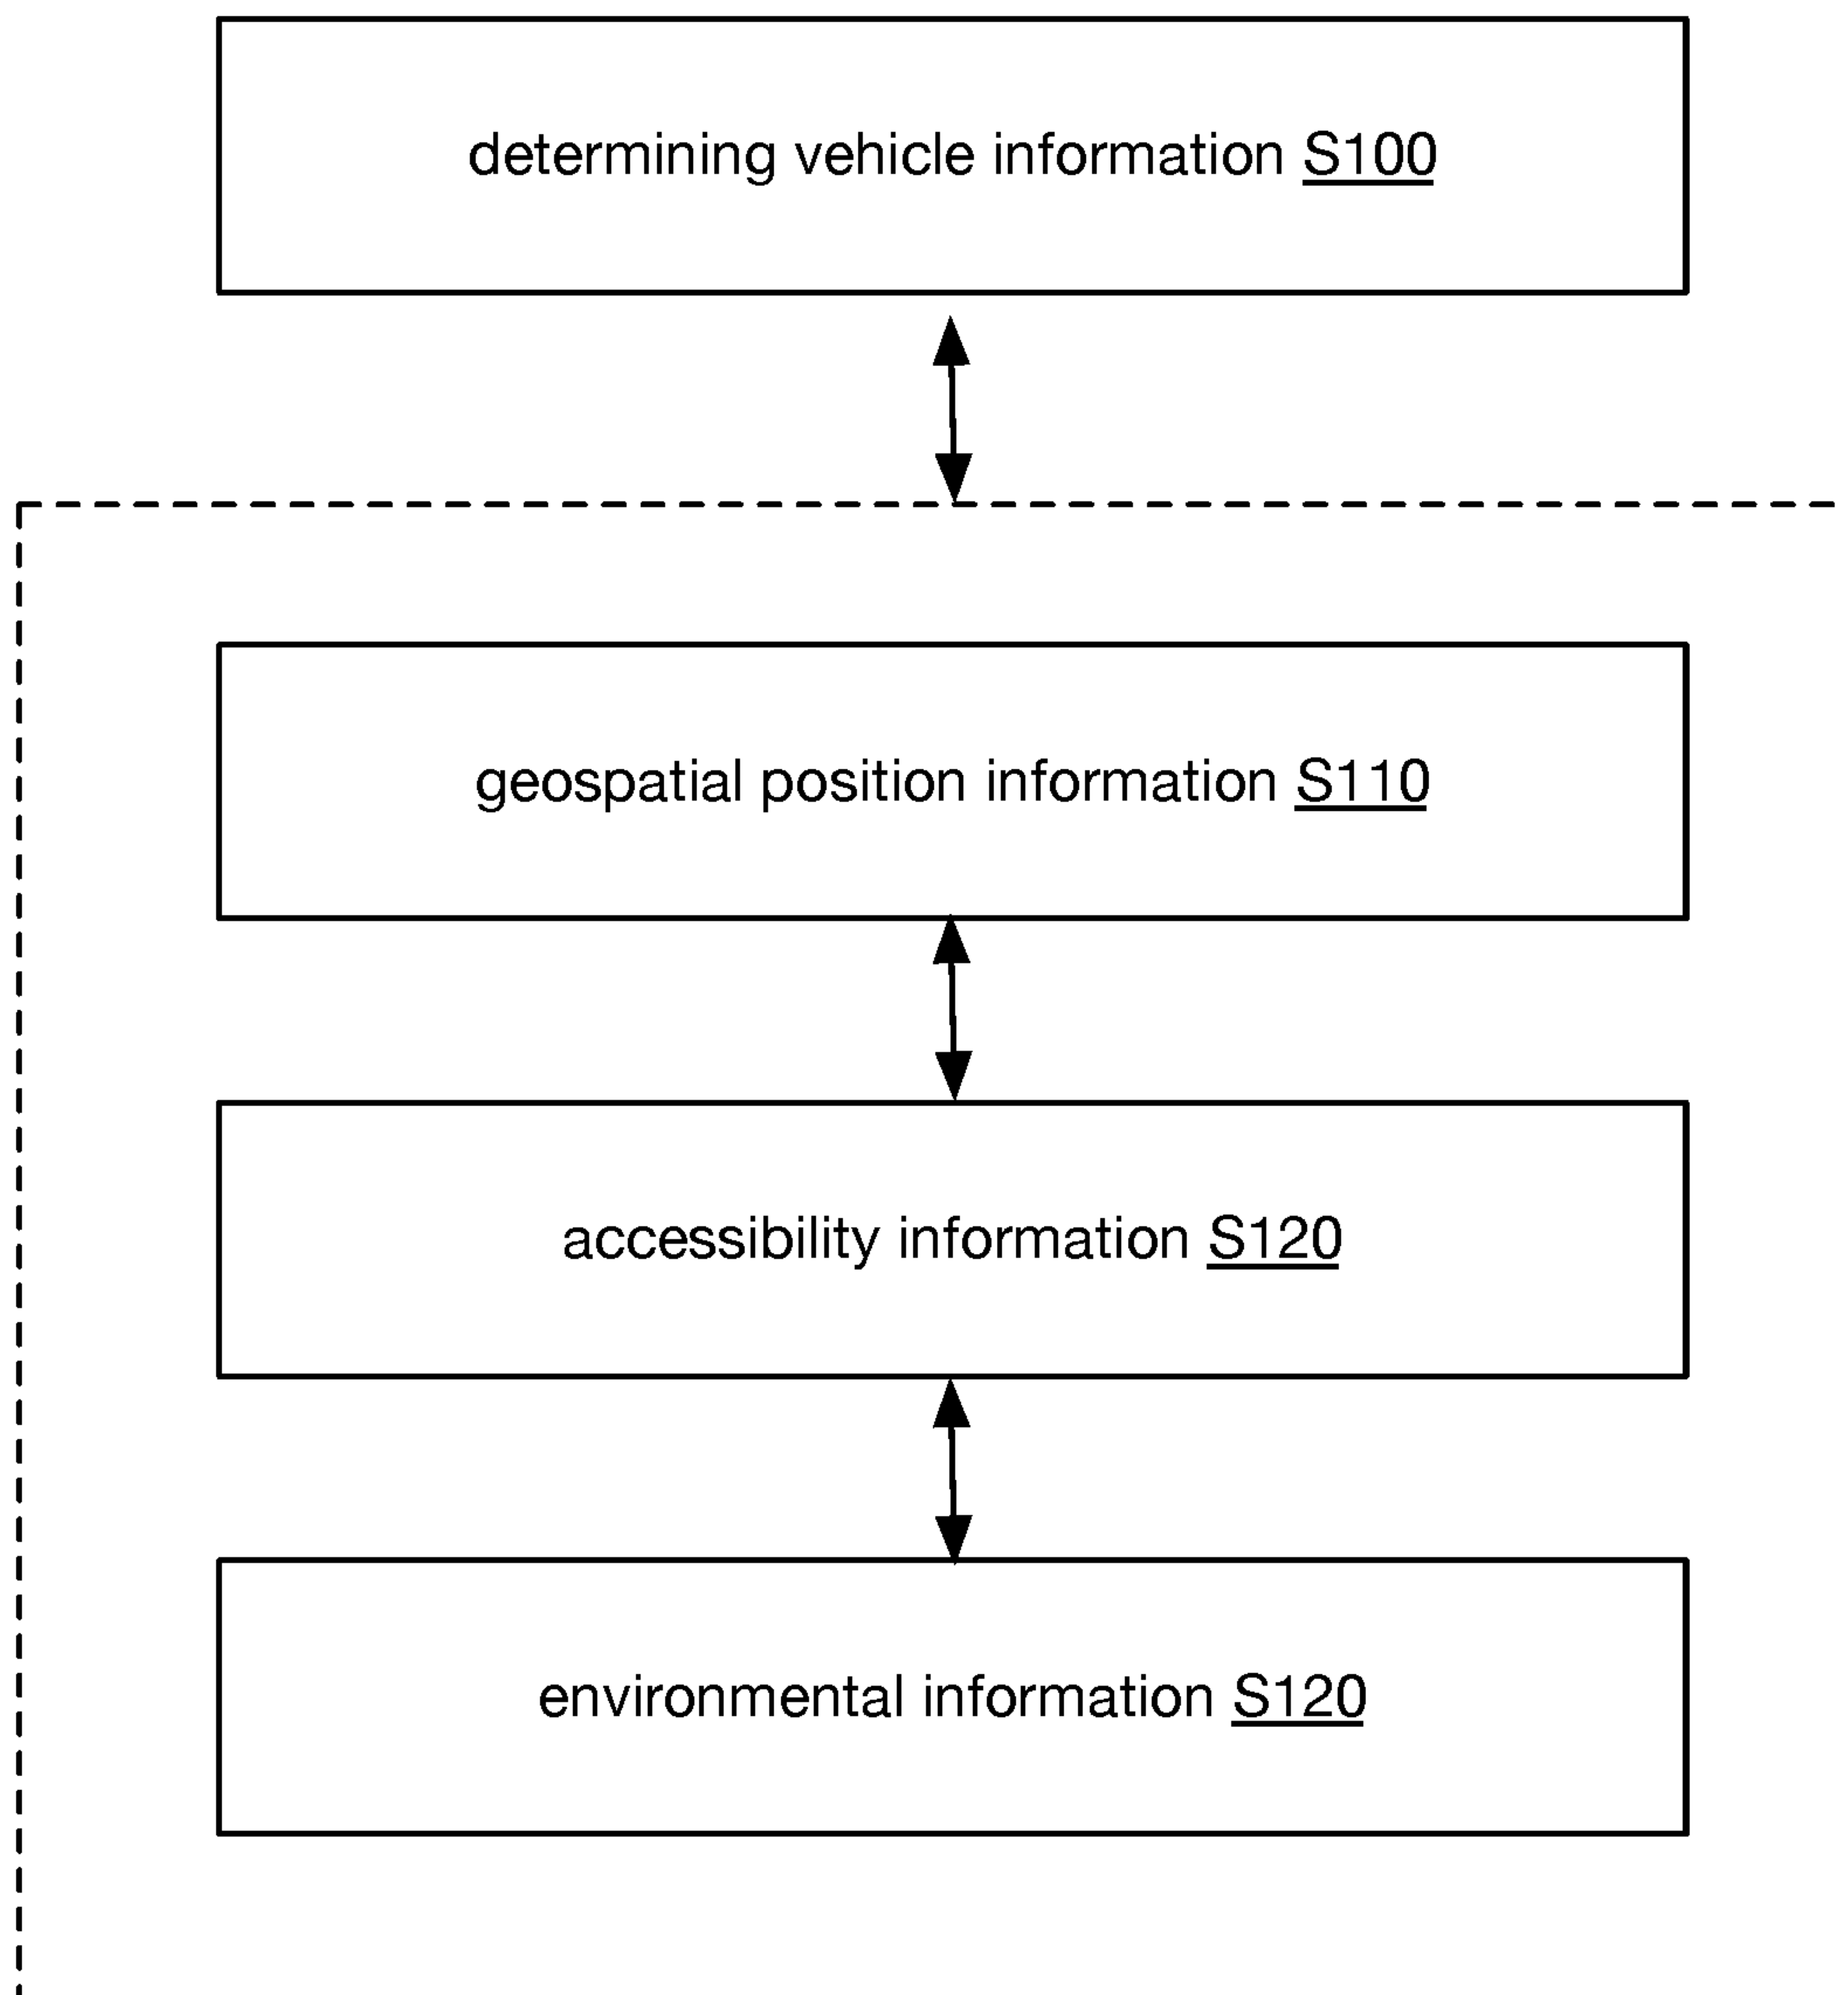 determining vehicle information S100
geospatial position information S110
accessibility information S120
environmental information S120